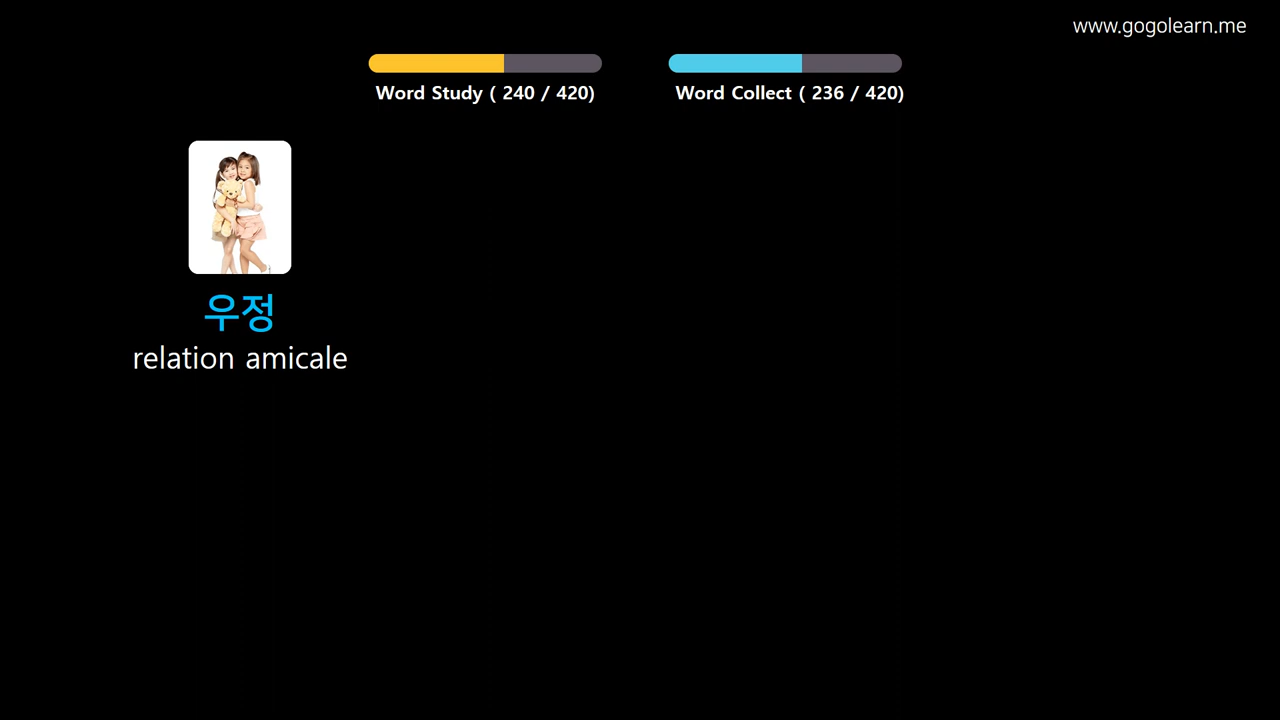 www.gogolearn.me
Word Study ( 240 / 420)
Word Collect ( 236 / 420)
우정
relation amicale